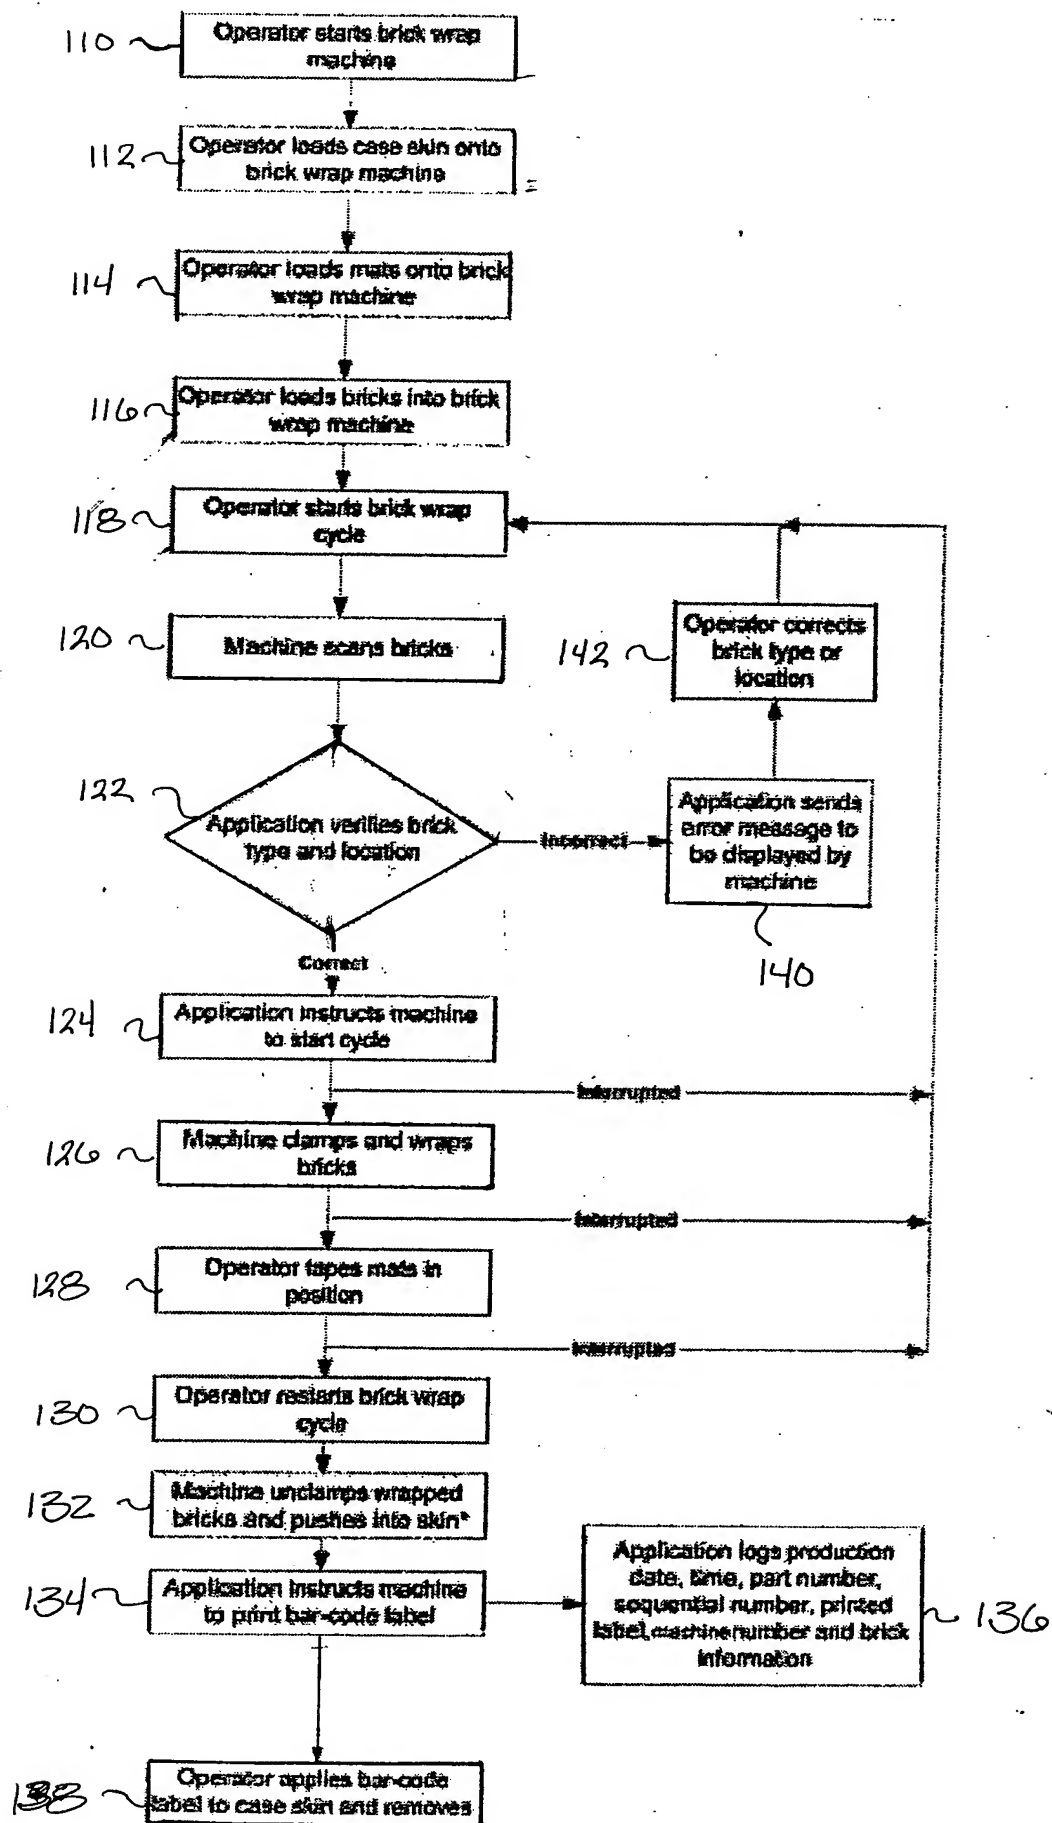 110
Operator starts brick wrap
machine
112
Operator loads case skin onto
brick wrap machine
114
Operator loads mats onto brick
wrap machine
116
Operator loads bricks into brick
wrap machine
118
Operator starts brick wrap
cycle
120
Machine scans bricks
142
Operator corrects
brick type or
location
122
Application verifies brick
type and location
Incorrect
Application sends
error message to
be displayed by
machine
140
Correct
124
Application instructs machine
to start cycle
Interrupted
126
Machine clamps and wraps
bricks
Interrupted
128
Operator tapes mats in
position
Interrupted
130
Operator restarts brick wrap
cycle
132
Machine unclamps wrapped
bricks and pushes into skin*
134
Application instructs machine
to print bar-code label
Application logs production
date, time, part number,
sequential number, printed
label, machine number and brick
information
136
138
Operator applies bar-code
label to case skin and removes